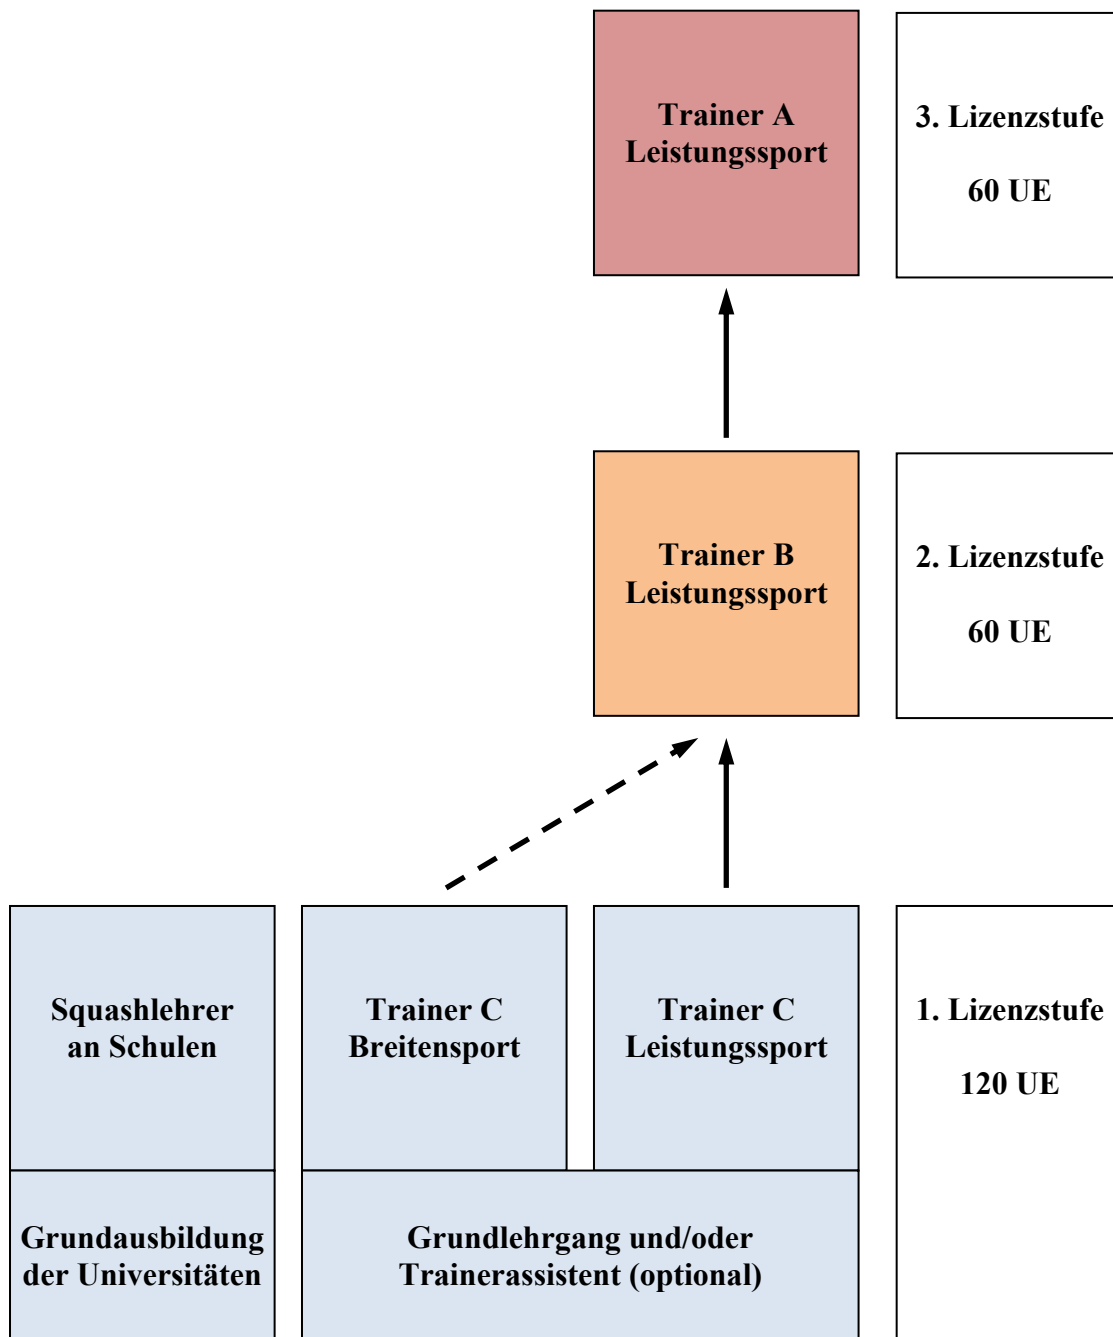 Trainer A
Leistungssport
3. Lizenzstufe
60 UE
Trainer B
Leistungssport
2. Lizenzstufe
60 UE
Squashlehrer
an Schulen
Trainer C
Breitensport
Trainer C
Leistungssport
1. Lizenzstufe
120 UE
Grundausbildung
der Universitäten
Grundlehrgang und/oder
Trainerassistent (optional)